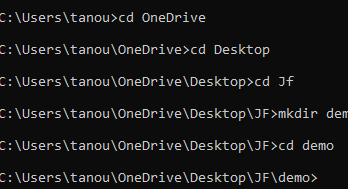 C:\Users\tanou>cd OneDrive
C:\Users\tanou\OneDrive>cd Desktop
C:\Users\tanou\OneDrive\Desktop>cd Jf
C:\Users\tanou\OneDrive\Desktop\JF>mkdir dem
C:\Users\tanou\OneDrive\Desktop\JF>cd demo
C:\Users\tanou\OneDrive\Desktop\JF\demo>